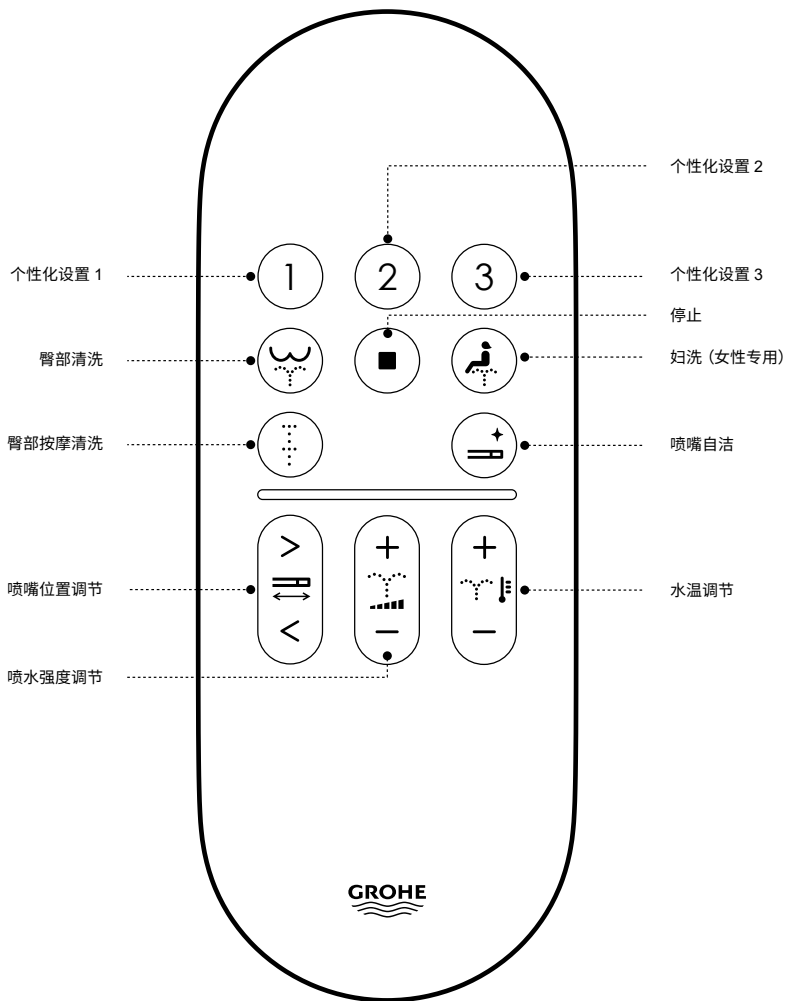 个性化设置 2
个性化设置 1
1
2
3
个性化设置 3
停止
臀部清洗
妇洗（女性专用）
臀部按摩清洗
喷嘴自洁
>
+
+
喷嘴位置调节
水温调节
<
−
−
喷水强度调节
GROHE